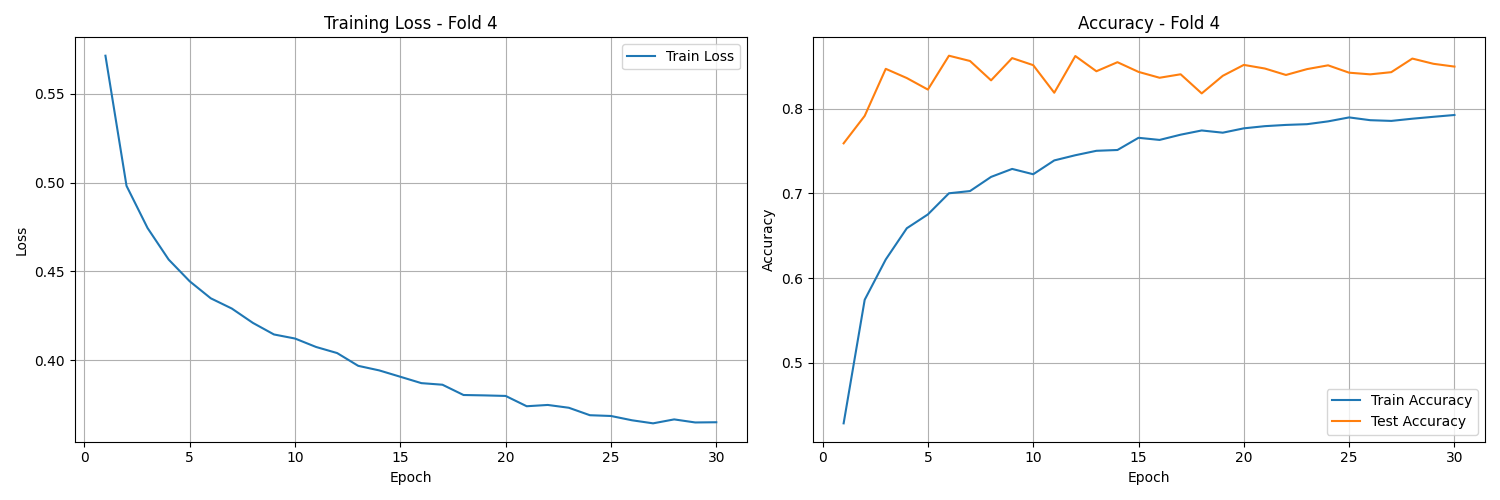 Training Loss - Fold 4
Train Loss
0.55
0.50
0.45
0.40
Loss
0 5 10 15 20 25 30
Epoch
Accuracy - Fold 4
0.8
0.7
0.6
0.5
Accuracy
Train Accuracy
Test Accuracy
0 5 10 15 20 25 30
Epoch